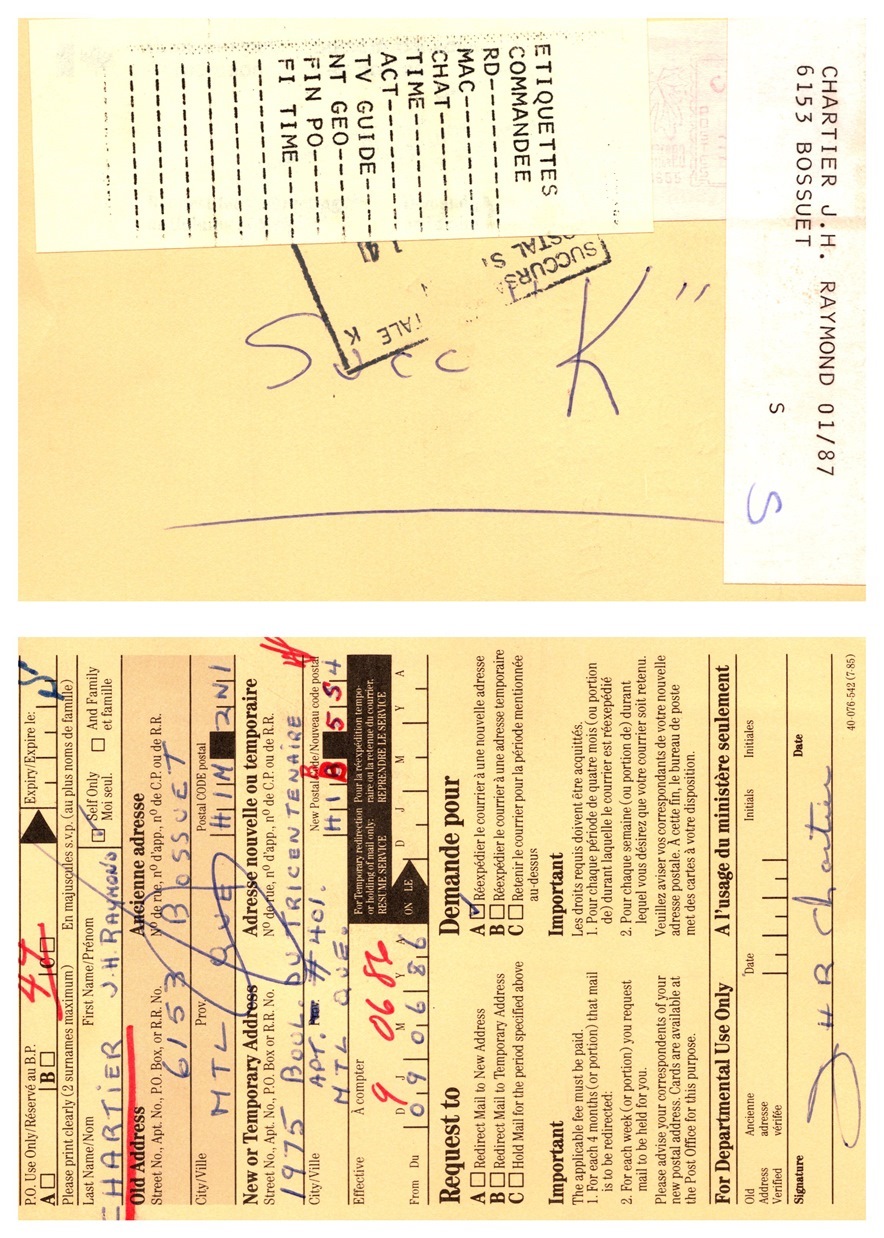 ETIQUETTES
COMMANDEE
RD--------
MAC-------
CHAT------
TIME------
ACT-------
TV GUIDE----
NT GEO-----
FIN PO-----
FI TIME----
CHARTIER J.H. RAYMOND 01/87
6153 BOSSUET
S
S
SUCCURS
STAL S
TALE K
14
Succ "K"
P.O. Use Only/Réservé au B.P.
A B C
Expiry/Expire le:
Please print clearly (2 surnames maximum) En majuscules s.v.p. (au plus noms de famille)
Last Name/Nom First Name/Prénom
Self Only
Moi seul.
And Family
et famille
CHARTIER J.H. RAYMOND
Old Address Ancienne adresse
Street No., Apt. No., P.O. Box, or R.R. No. Nº de rue, nº d'app., nº de C.P. ou de R.R.
6153 BOSSUET
City/Ville Prov. Postal CODE postal
MTL QUE H1M 2N1
New or Temporary Address Adresse nouvelle ou temporaire
Street No., Apt. No., P.O. Box or R.R. No. Nº de rue, nº d'app., nº de C.P. ou de R.R.
1975 BOUL. DU TRICENTENAIRE
City/Ville Prov. New Postal Code/Nouveau code postal
APT. #401.
MTL QUE. H1B 5S4
Effective À compter
For Temporary redirection
or holding of mail only:
RESUME SERVICE
Pour la réexpédition tempo-
raire ou la retenue du courrier,
REPRENDRE LE SERVICE
9 06 86
D J M Y A
From Du 09 06 86
ON LE
D J M Y A
Request to
A Redirect Mail to New Address
B Redirect Mail to Temporary Address
C Hold Mail for the period specified above
Demande pour
A Réexpédier le courrier à une nouvelle adresse
B Réexpédier le courrier à une adresse temporaire
C Retenir le courrier pour la période mentionnée
au-dessus
Important
The applicable fee must be paid.
1. For each 4 months (or portion) that mail
is to be redirected:
2. For each week (or portion) you request
mail to be held for you.
Please advise your correspondents of your
new postal address. Cards are available at
the Post Office for this purpose.
Important
Les droits requis doivent être acquittés.
1. Pour chaque période de quatre mois (ou portion
de) durant laquelle le courrier est réexepédié
2. Pour chaque semaine (ou portion de) durant
lequel vous désirez que votre courrier soit retenu.
Veuillez aviser vos correspondants de votre nouvelle
adresse postale. À cette fin, le bureau de poste
met des cartes à votre disposition.
For Departmental Use Only A l'usage du ministère seulement
Old Ancienne
Address adresse
Verified vérifiée
Date
Initials Initiales
Signature Date
J H R Chartier
40-076-542 (7-85)